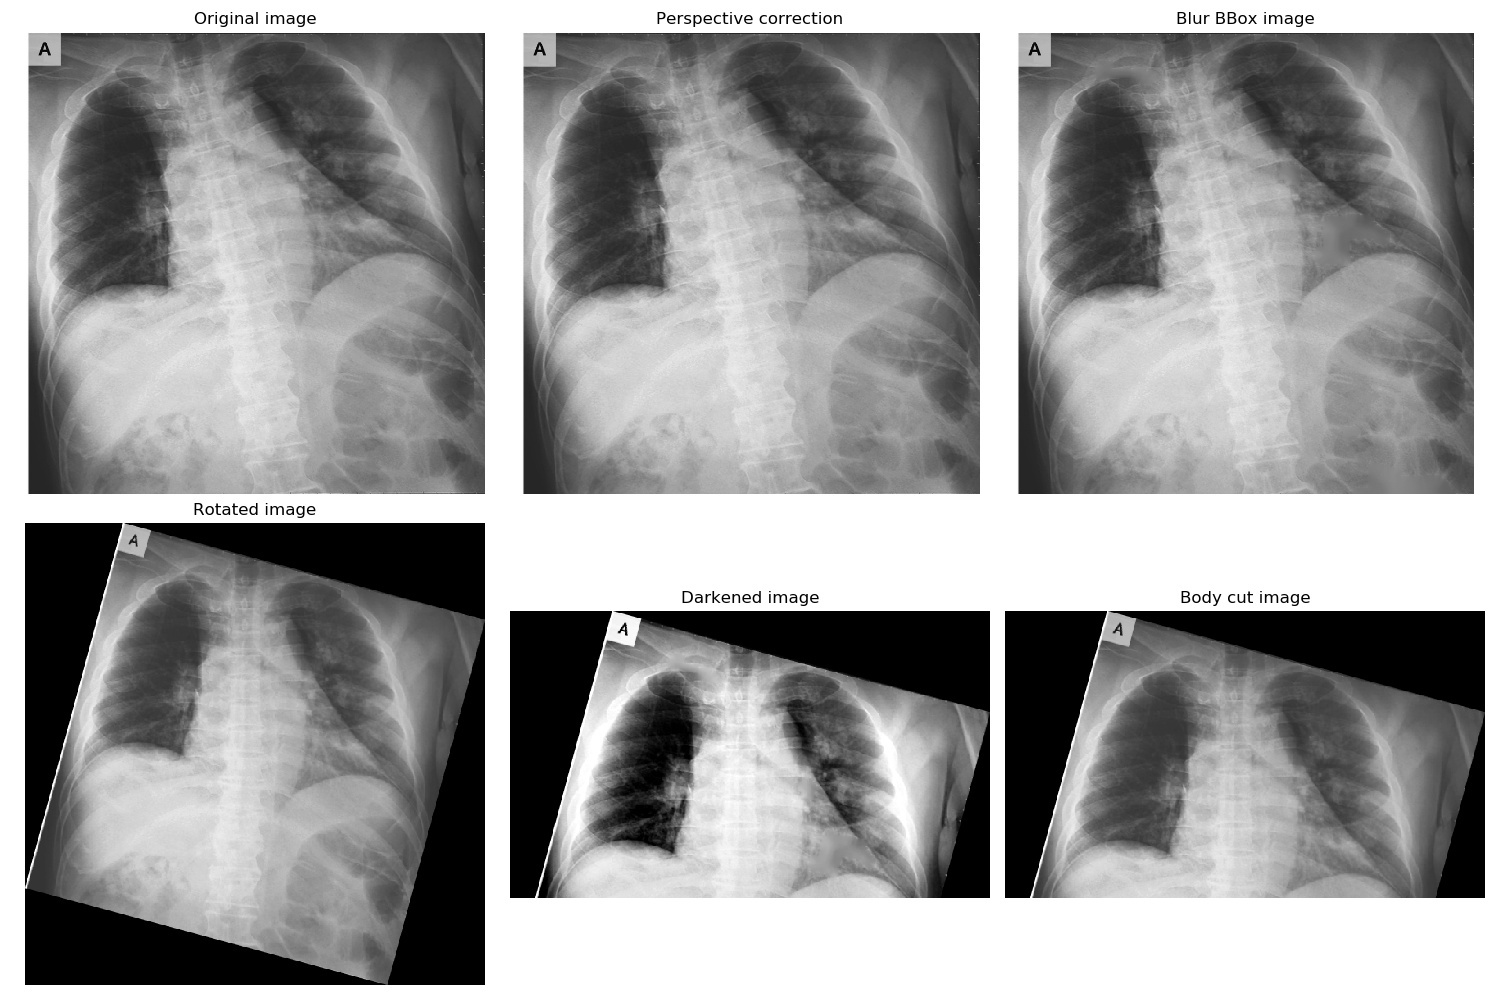 Original image
A
Perspective correction
A
Blur BBox image
A
Rotated image
A
Darkened image
A
Body cut image
A